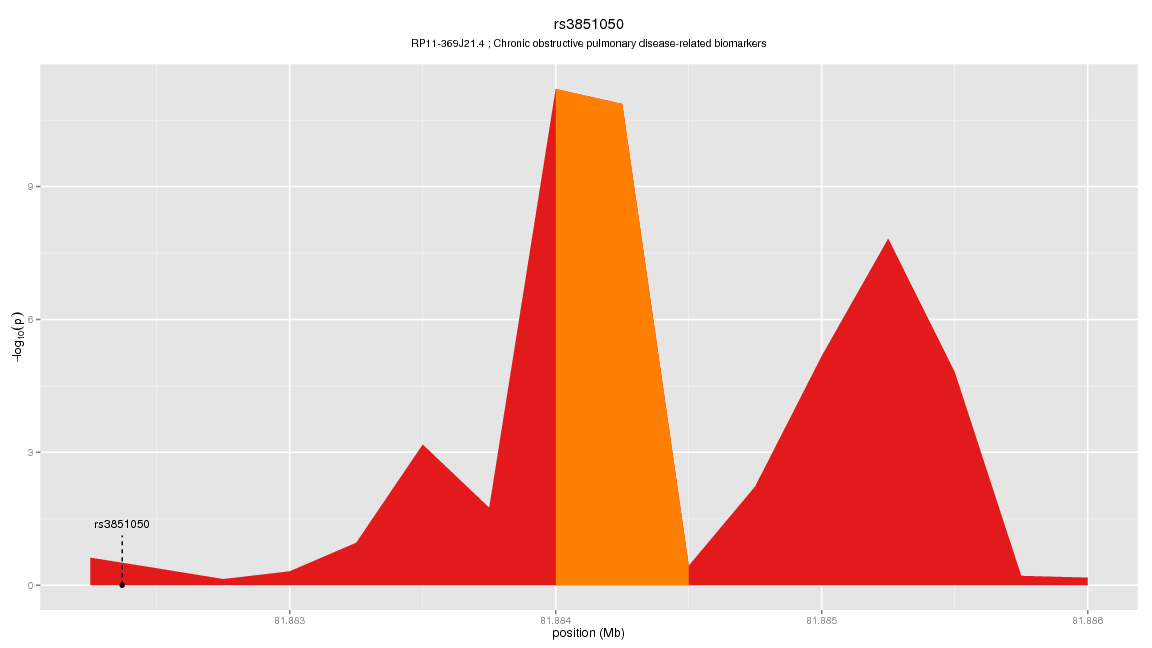 rs3851050
RP11-369J21.4 ; Chronic obstructive pulmonary disease-related biomarkers
9
6
3
0
−log10(p)
rs3851050
81.883
81.884
81.885
81.886
position (Mb)